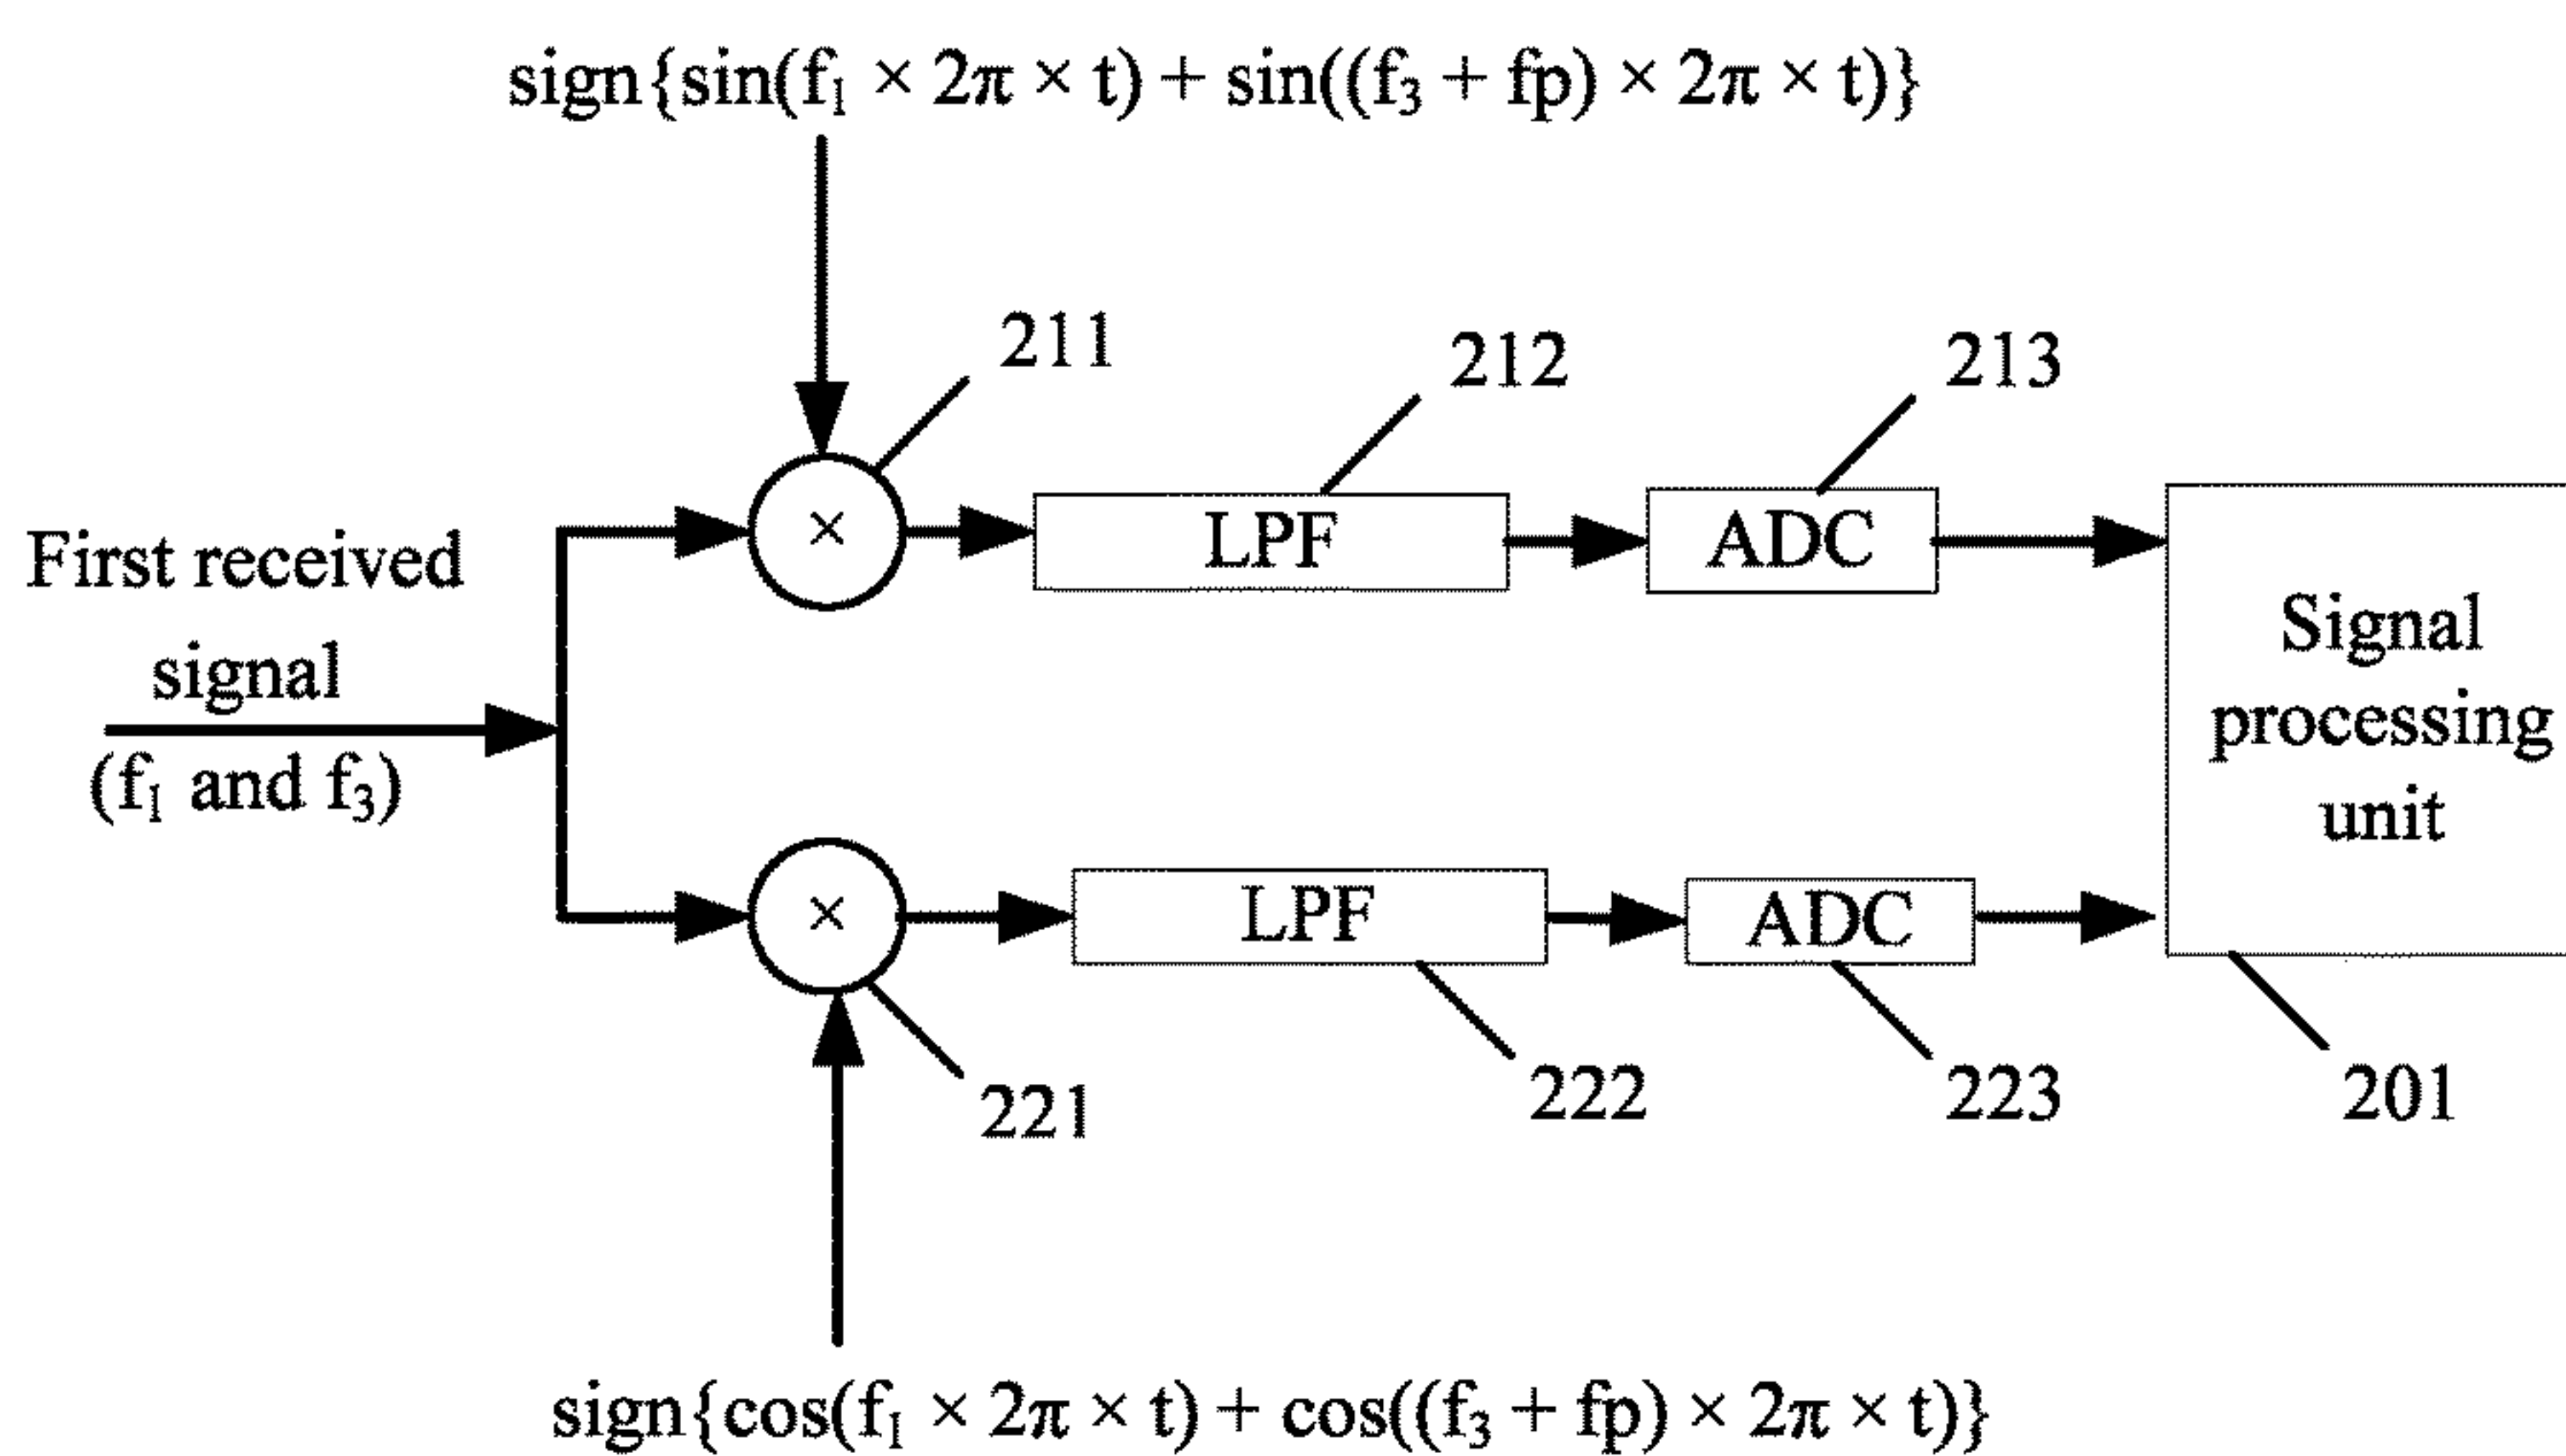 sign{sin(f₁ × 2π × t) + sin((f₃ + fp) × 2π × t)}
211
212
213
First received
signal
(f₁ and f₃)
×
LPF
ADC
Signal
processing
unit
×
LPF
ADC
221
222
223
201
sign{cos(f₁ × 2π × t) + cos((f₃ + fp) × 2π × t)}